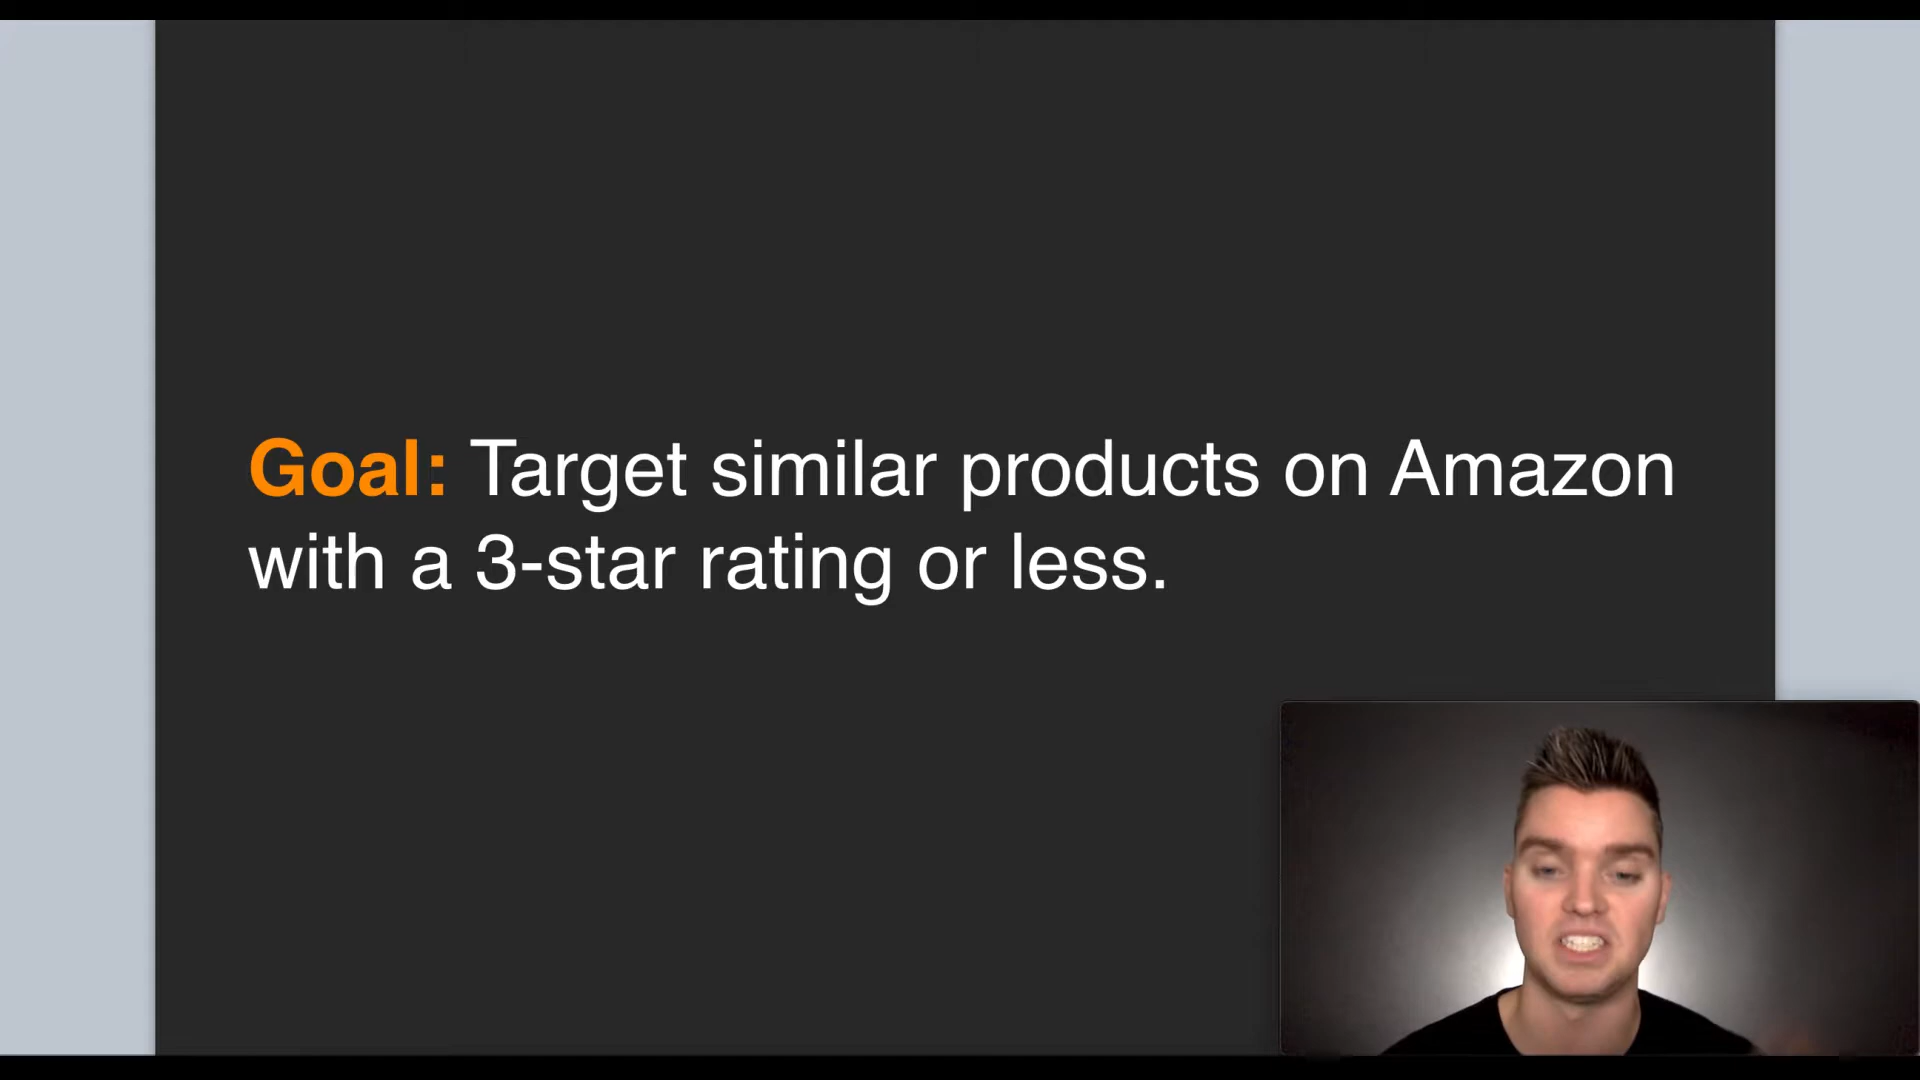 Goal: Target similar products on Amazon
with a 3-star rating or less.